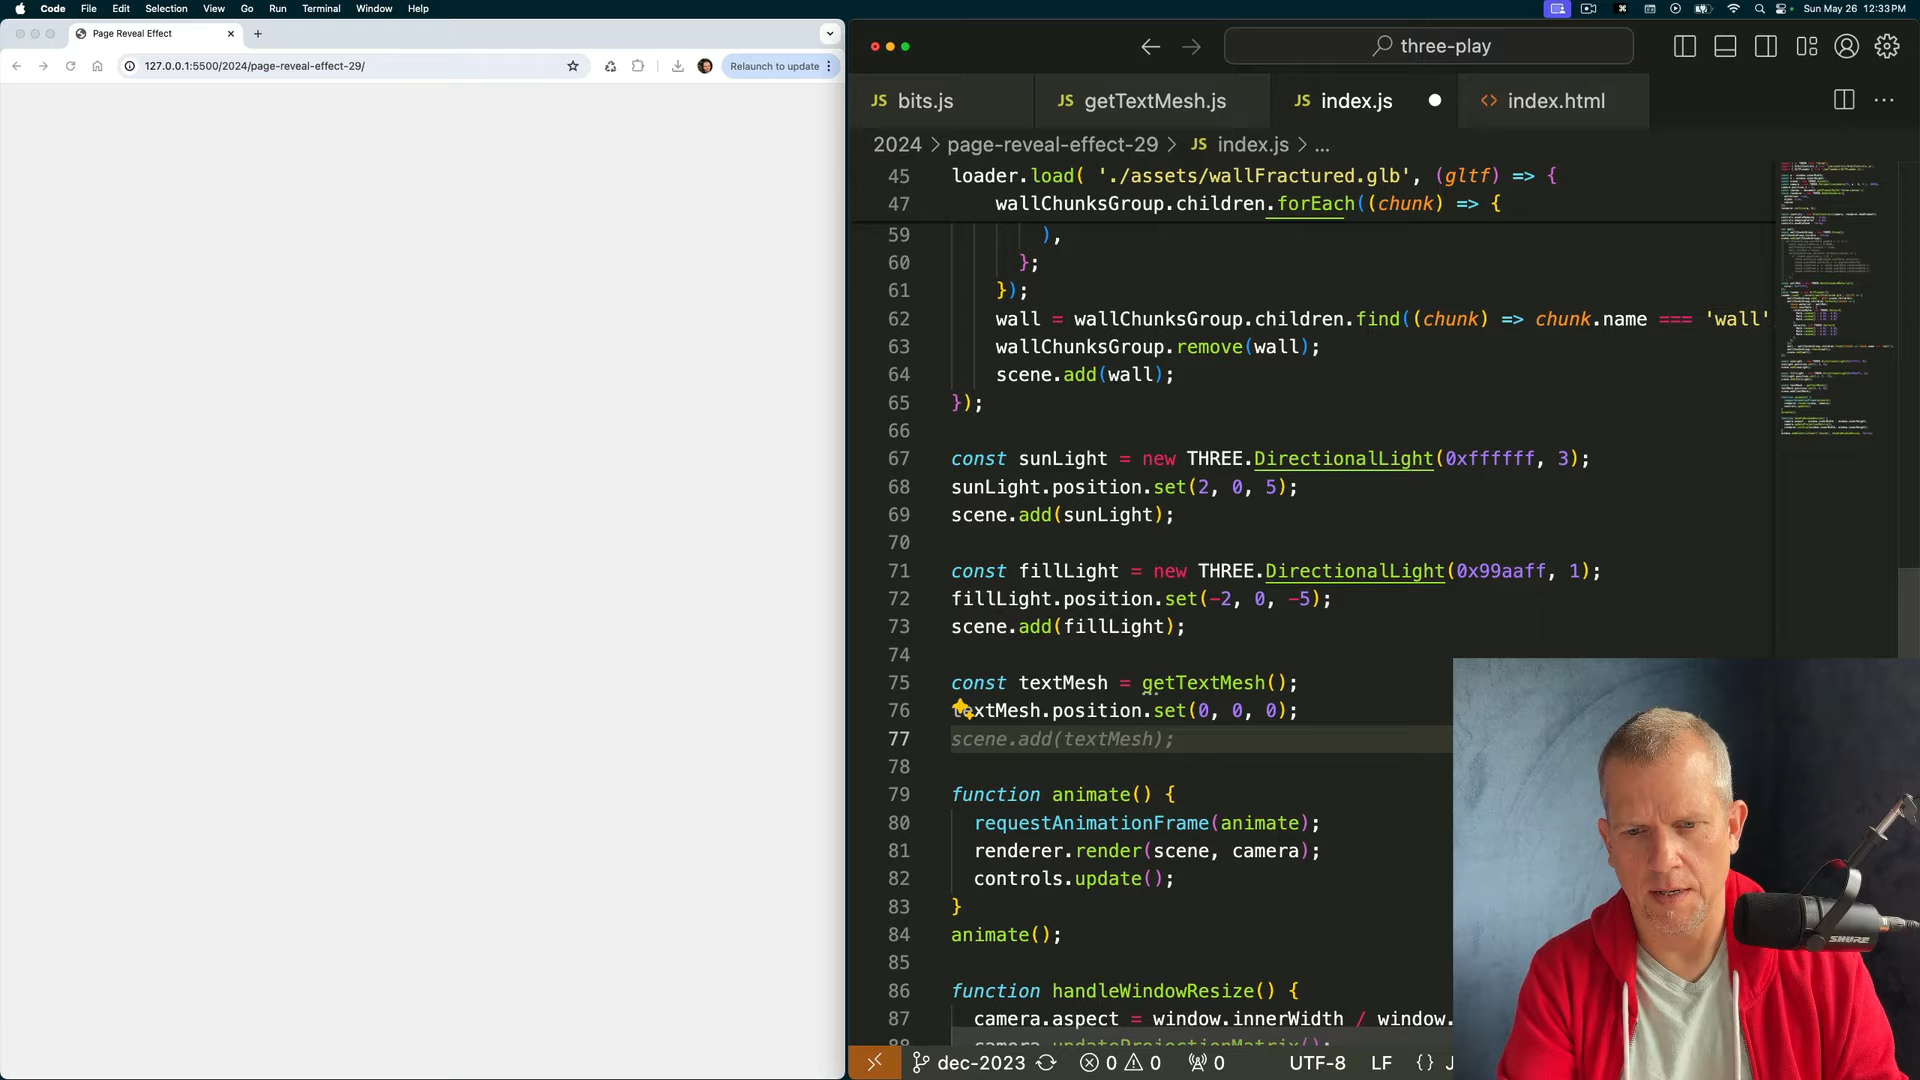 Code File Edit Selection View Go Run Terminal Window Help
Sun May 26 12:33 PM
Page Reveal Effect
127.0.0.1:5500/2024/page-reveal-effect-29/
Relaunch to update
three-play
JS bits.js
JS getTextMesh.js
JS index.js
<> index.html
2024 > page-reveal-effect-29 > JS index.js > ...
45 loader.load( './assets/wallFractured.glb', (gltf) => {
47 wallChunksGroup.children.forEach((chunk) => {
59 ),
60 };
61 });
62 wall = wallChunksGroup.children.find((chunk) => chunk.name === 'wall'
63 wallChunksGroup.remove(wall);
64 scene.add(wall);
65 });
66
67 const sunLight = new THREE.DirectionalLight(0xffffff, 3);
68 sunLight.position.set(2, 0, 5);
69 scene.add(sunLight);
70
71 const fillLight = new THREE.DirectionalLight(0x99aaff, 1);
72 fillLight.position.set(-2, 0, -5);
73 scene.add(fillLight);
74
75 const textMesh = getTextMesh();
76 textMesh.position.set(0, 0, 0);
77 scene.add(textMesh);
78
79 function animate() {
80 requestAnimationFrame(animate);
81 renderer.render(scene, camera);
82 controls.update();
83 }
84 animate();
85
86 function handleWindowResize() {
87 camera.aspect = window.innerWidth / window.
88 camera.updateProjectionMatrix();
dec-2023 0 0 0 UTF-8 LF {} J
SHURE